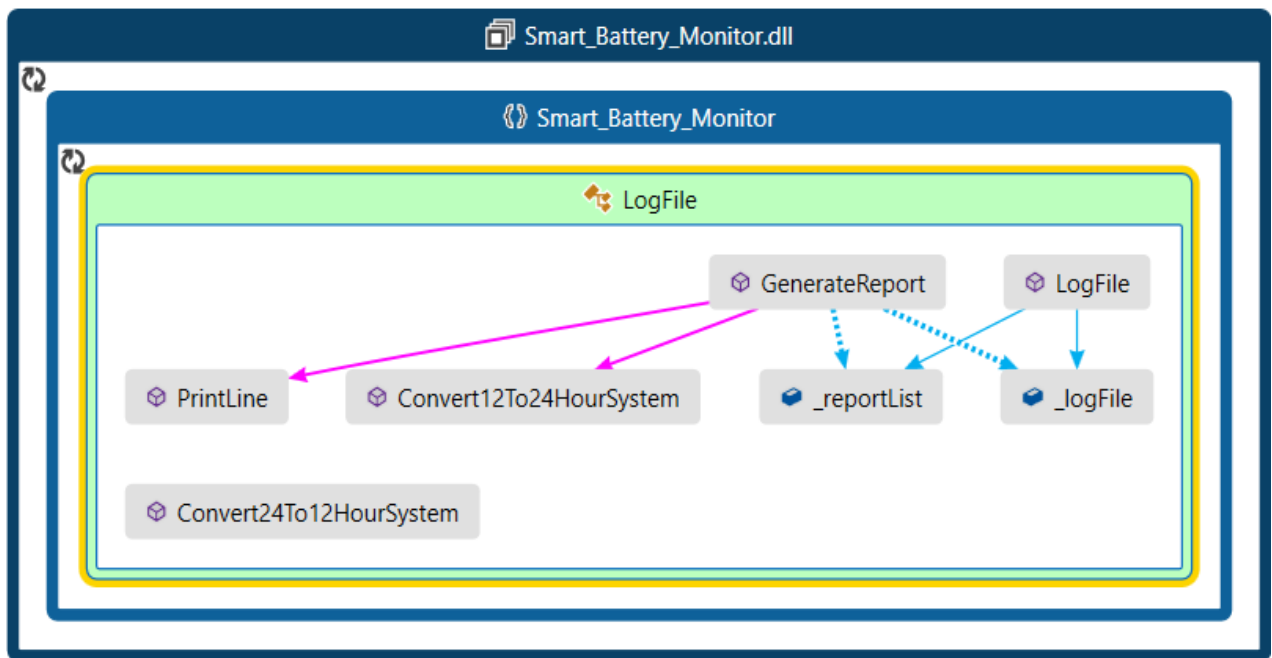 Smart_Battery_Monitor.dll
Smart_Battery_Monitor
LogFile
GenerateReport
LogFile
PrintLine
Convert12To24HourSystem
_reportList
_logFile
Convert24To12HourSystem